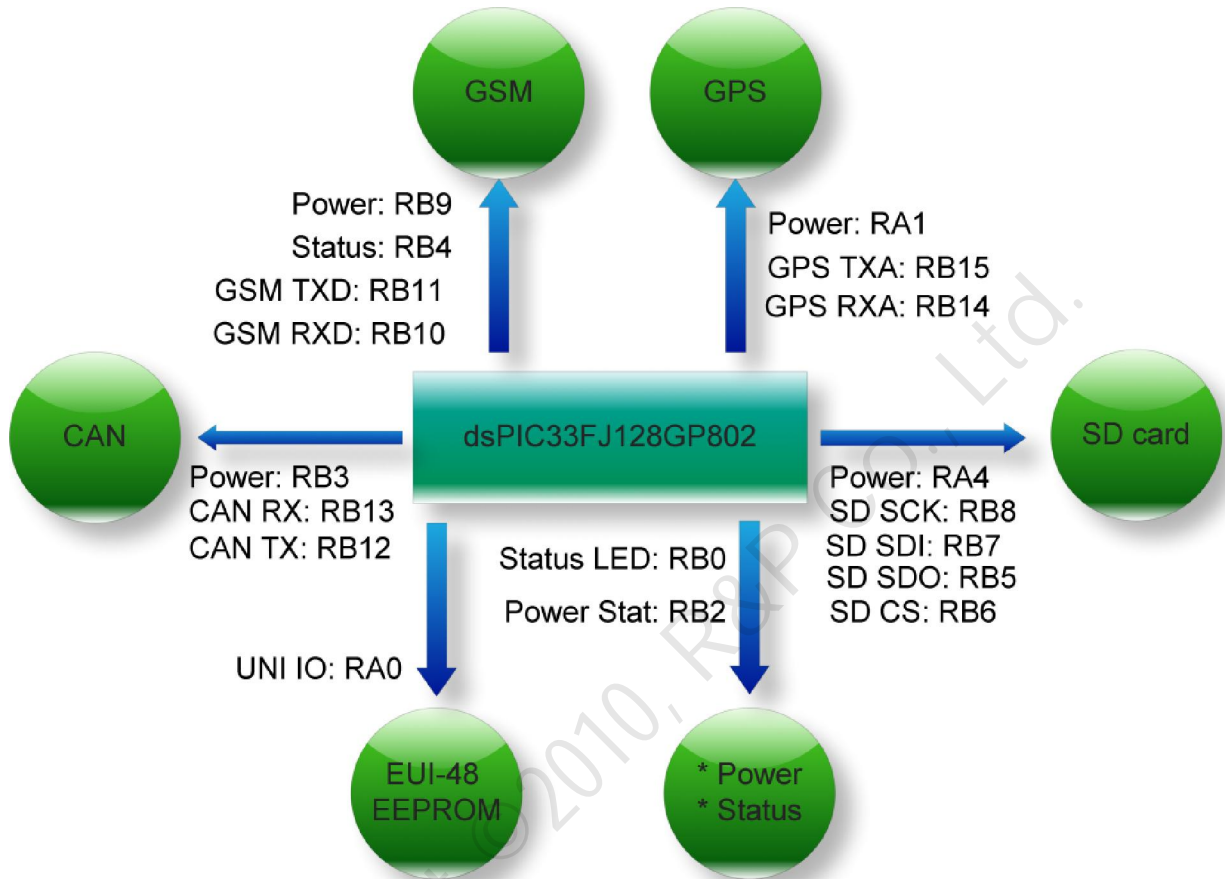 GSM
GPS
Power: RB9
Status: RB4
GSM TXD: RB11
GSM RXD: RB10
Power: RA1
GPS TXA: RB15
GPS RXA: RB14
CAN
dsPIC33FJ128GP802
SD card
Power: RB3
CAN RX: RB13
CAN TX: RB12
Power: RA4
SD SCK: RB8
SD SDI: RB7
SD SDO: RB5
SD CS: RB6
Status LED: RB0
Power Stat: RB2
UNI IO: RA0
EUI-48
EEPROM
* Power
* Status
© 2010, R&P Co., Ltd.